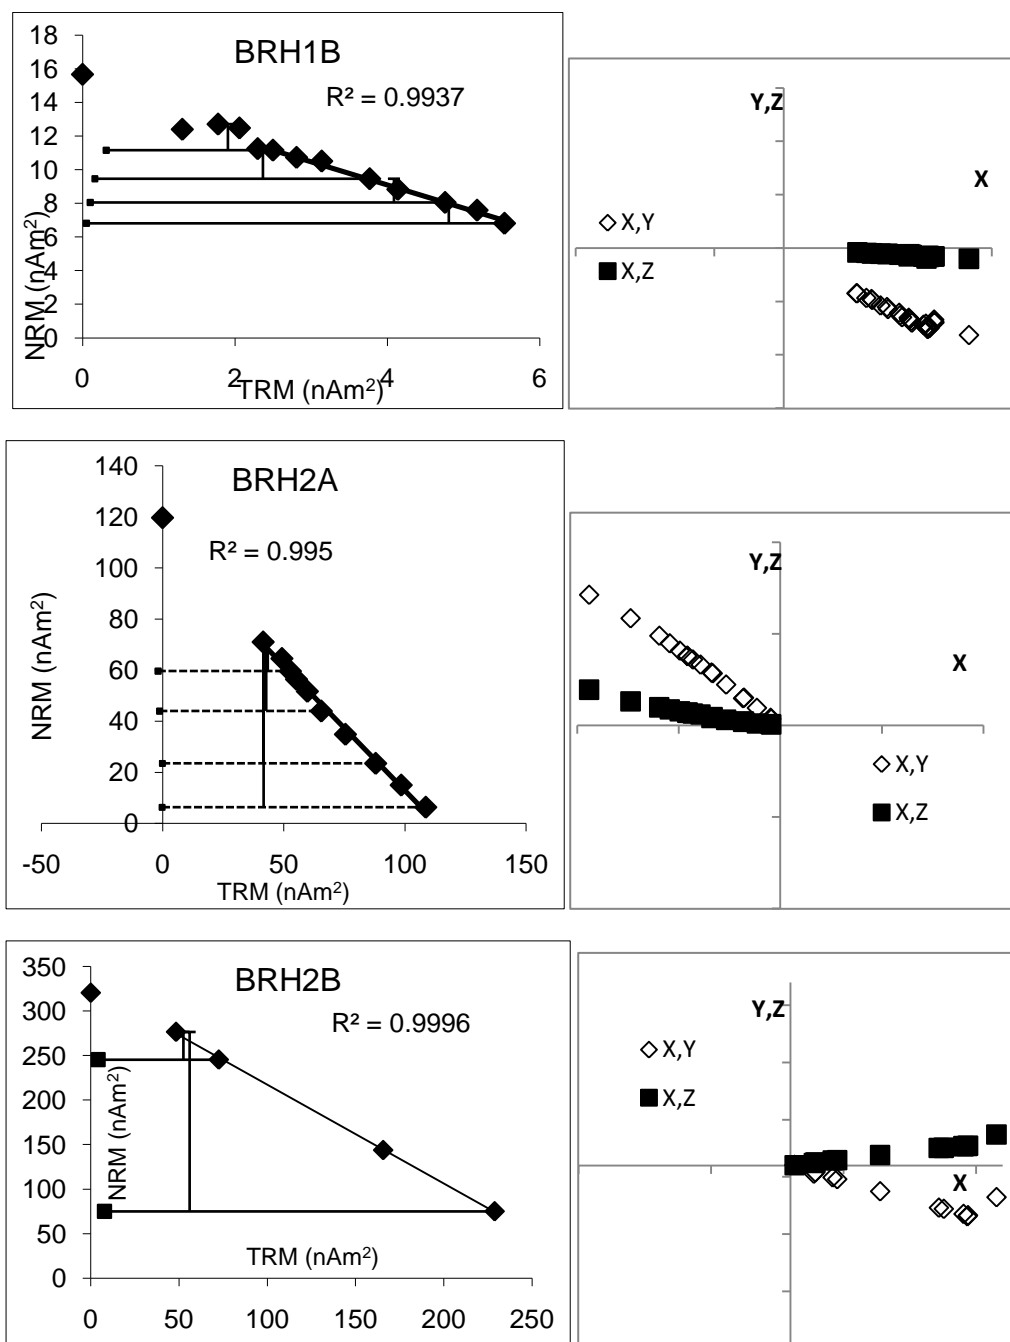 BRH1B
R² = 0.9937
18
16
14
12
10
8
6
4
2
0
NRM (nAm²)
0
2
4
6
TRM (nAm²)
Y,Z
X
X,Y
X,Z
BRH2A
R² = 0.995
140
120
100
80
60
40
20
0
NRM (nAm²)
-50
0
50
100
150
TRM (nAm²)
Y,Z
X
X,Y
X,Z
BRH2B
R² = 0.9996
350
300
250
200
150
100
50
0
NRM (nAm²)
TRM (nAm²)
0
50
100
150
200
250
Y,Z
X,Y
X,Z
X